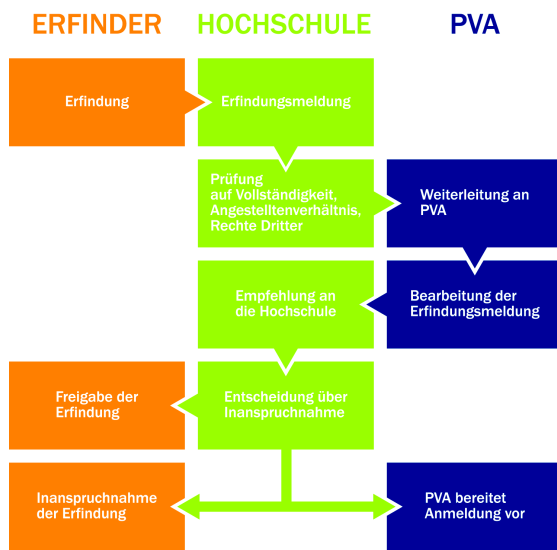 ERFINDER
HOCHSCHULE
PVA
Erfindung
Erfindungsmeldung
Prüfung
auf Vollständigkeit,
Angestelltenverhältnis,
Rechte Dritter
Weiterleitung an
PVA
Empfehlung an
die Hochschule
Bearbeitung der
Erfindungsmeldung
Freigabe der
Erfindung
Entscheidung über
Inanspruchnahme
Inanspruchnahme
der Erfindung
PVA bereitet
Anmeldung vor